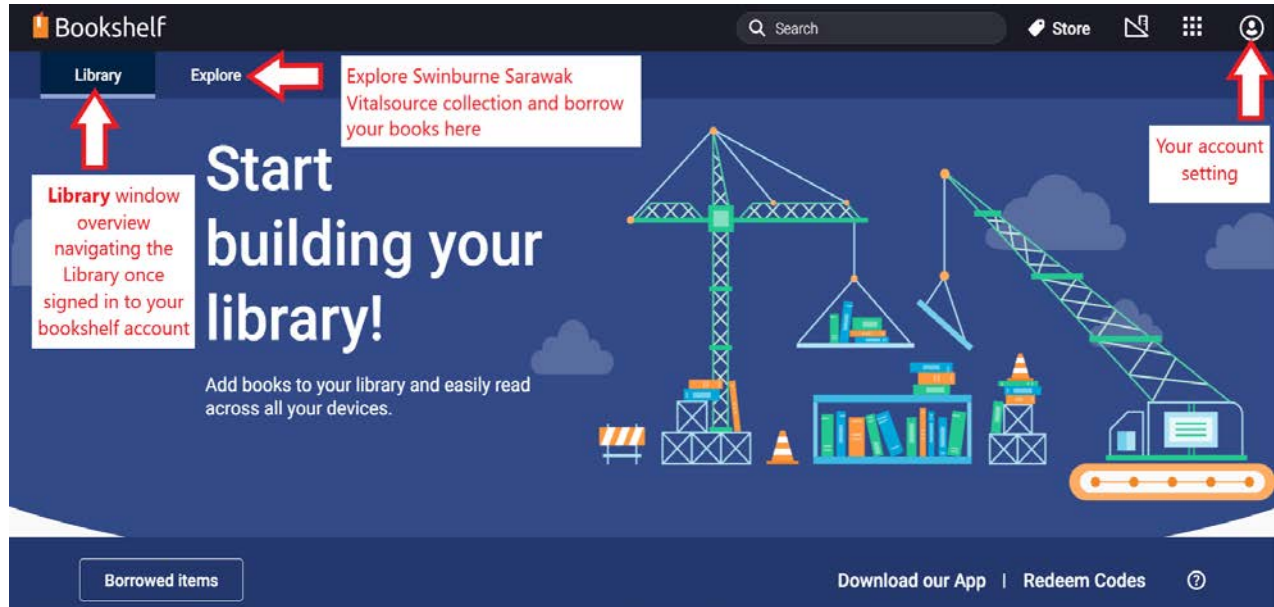 Bookshelf
Search
Store
Library
Explore
Explore Swinburne Sarawak
Vitalsource collection and borrow
your books here
Your account
setting
Library window
overview
navigating the
Library once
signed in to your
bookshelf account
Start
building your
library!
Add books to your library and easily read
across all your devices.
Borrowed items
Download our App | Redeem Codes